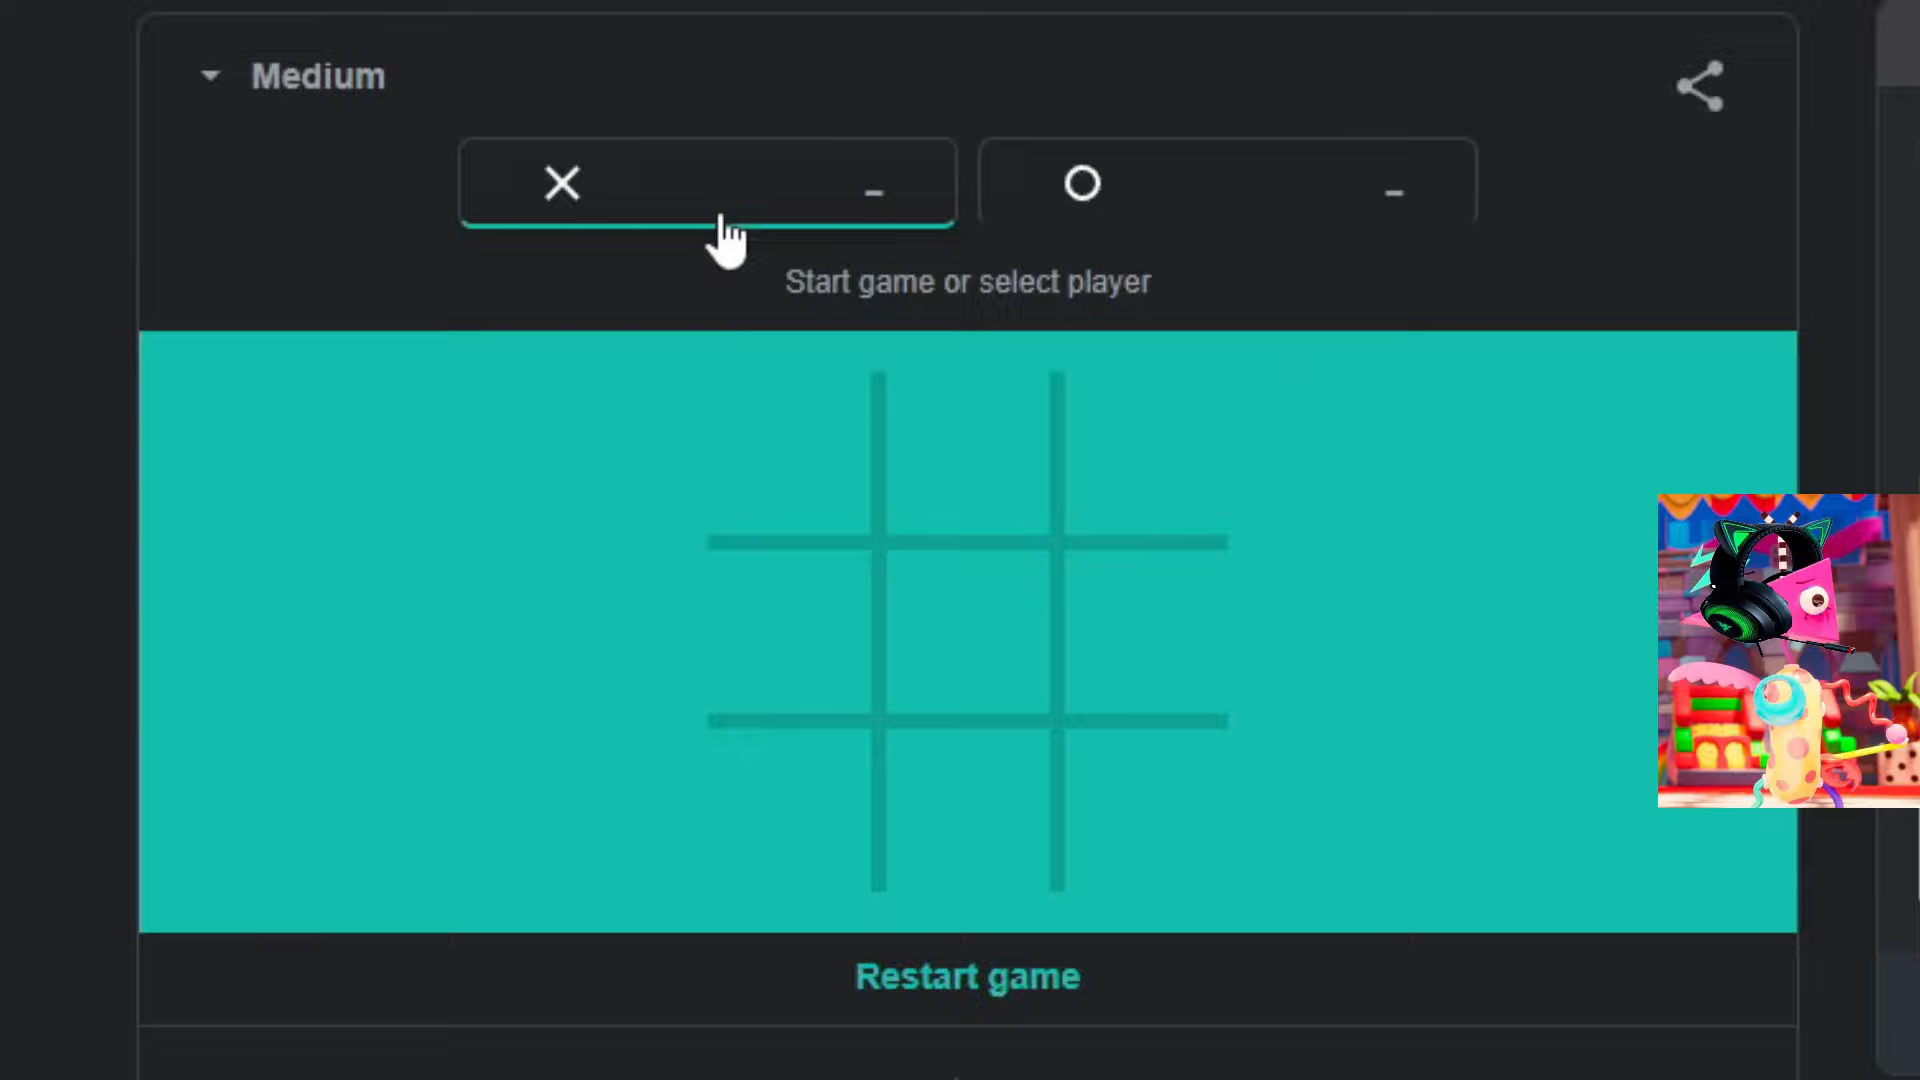 Medium
–
–
Start game or select player
Restart game